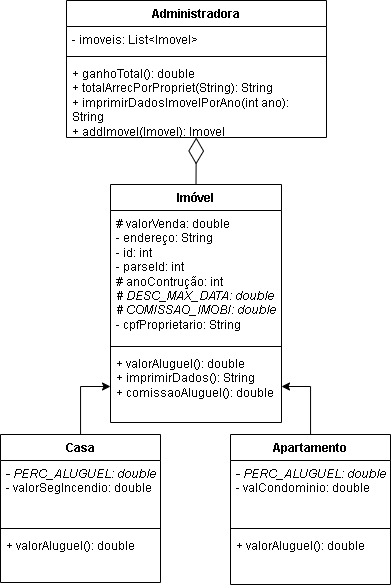 Administradora
- imoveis: List<Imovel>
+ ganhoTotal(): double
+ totalArrecPorPropriet(String): String
+ imprimirDadosImovelPorAno(int ano):
String
+ addImovel(Imovel): Imovel
Imóvel
# valorVenda: double
- endereço: String
- id: int
- parseId: int
# anoContrução: int
# DESC_MAX_DATA: double
# COMISSAO_IMOBI: double
- cpfProprietario: String
+ valorAluguel(): double
+ imprimirDados(): String
+ comissaoAluguel(): double
Casa
- PERC_ALUGUEL: double
- valorSegIncendio: double
+ valorAluguel(): double
Apartamento
- PERC_ALUGUEL: double
- valCondominio: double
+ valorAluguel(): double